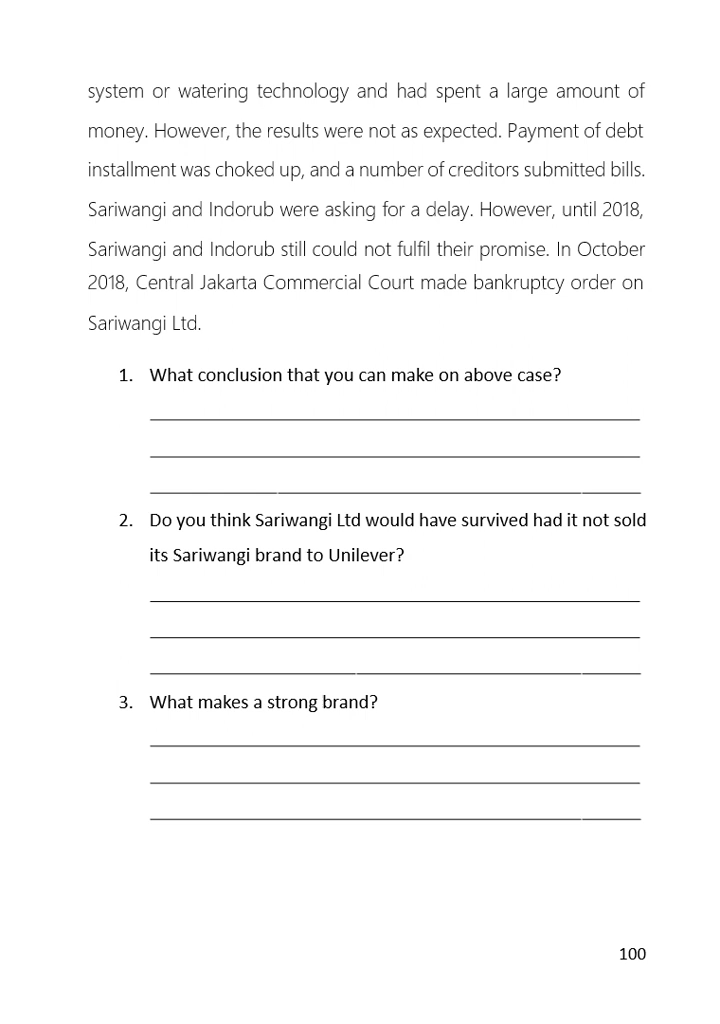 system or watering technology and had spent a large amount of
money. However, the results were not as expected. Payment of debt
installment was choked up, and a number of creditors submitted bills.
Sariwangi and Indorub were asking for a delay. However, until 2018,
Sariwangi and Indorub still could not fulfil their promise. In October
2018, Central Jakarta Commercial Court made bankruptcy order on
Sariwangi Ltd.
1. What conclusion that you can make on above case?
2. Do you think Sariwangi Ltd would have survived had it not sold
its Sariwangi brand to Unilever?
3. What makes a strong brand?
100